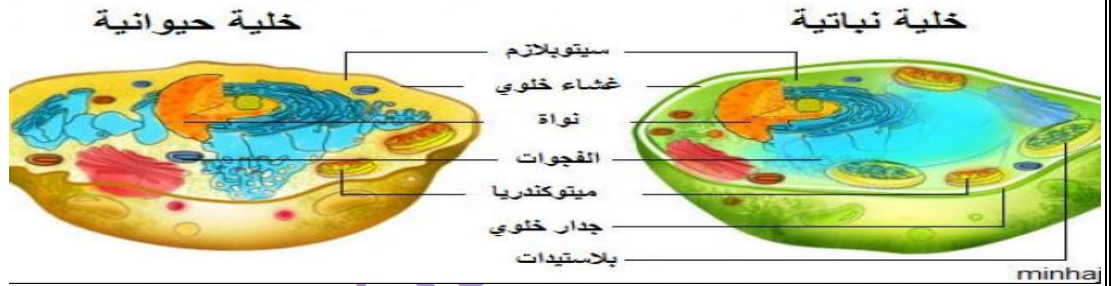 خلية نباتية
خلية حيوانية
سيتوبلازم
غشاء خلوي
نواة
الفجوات
ميتوكندريا
جدار خلوي
بلاستيدات
minhaj